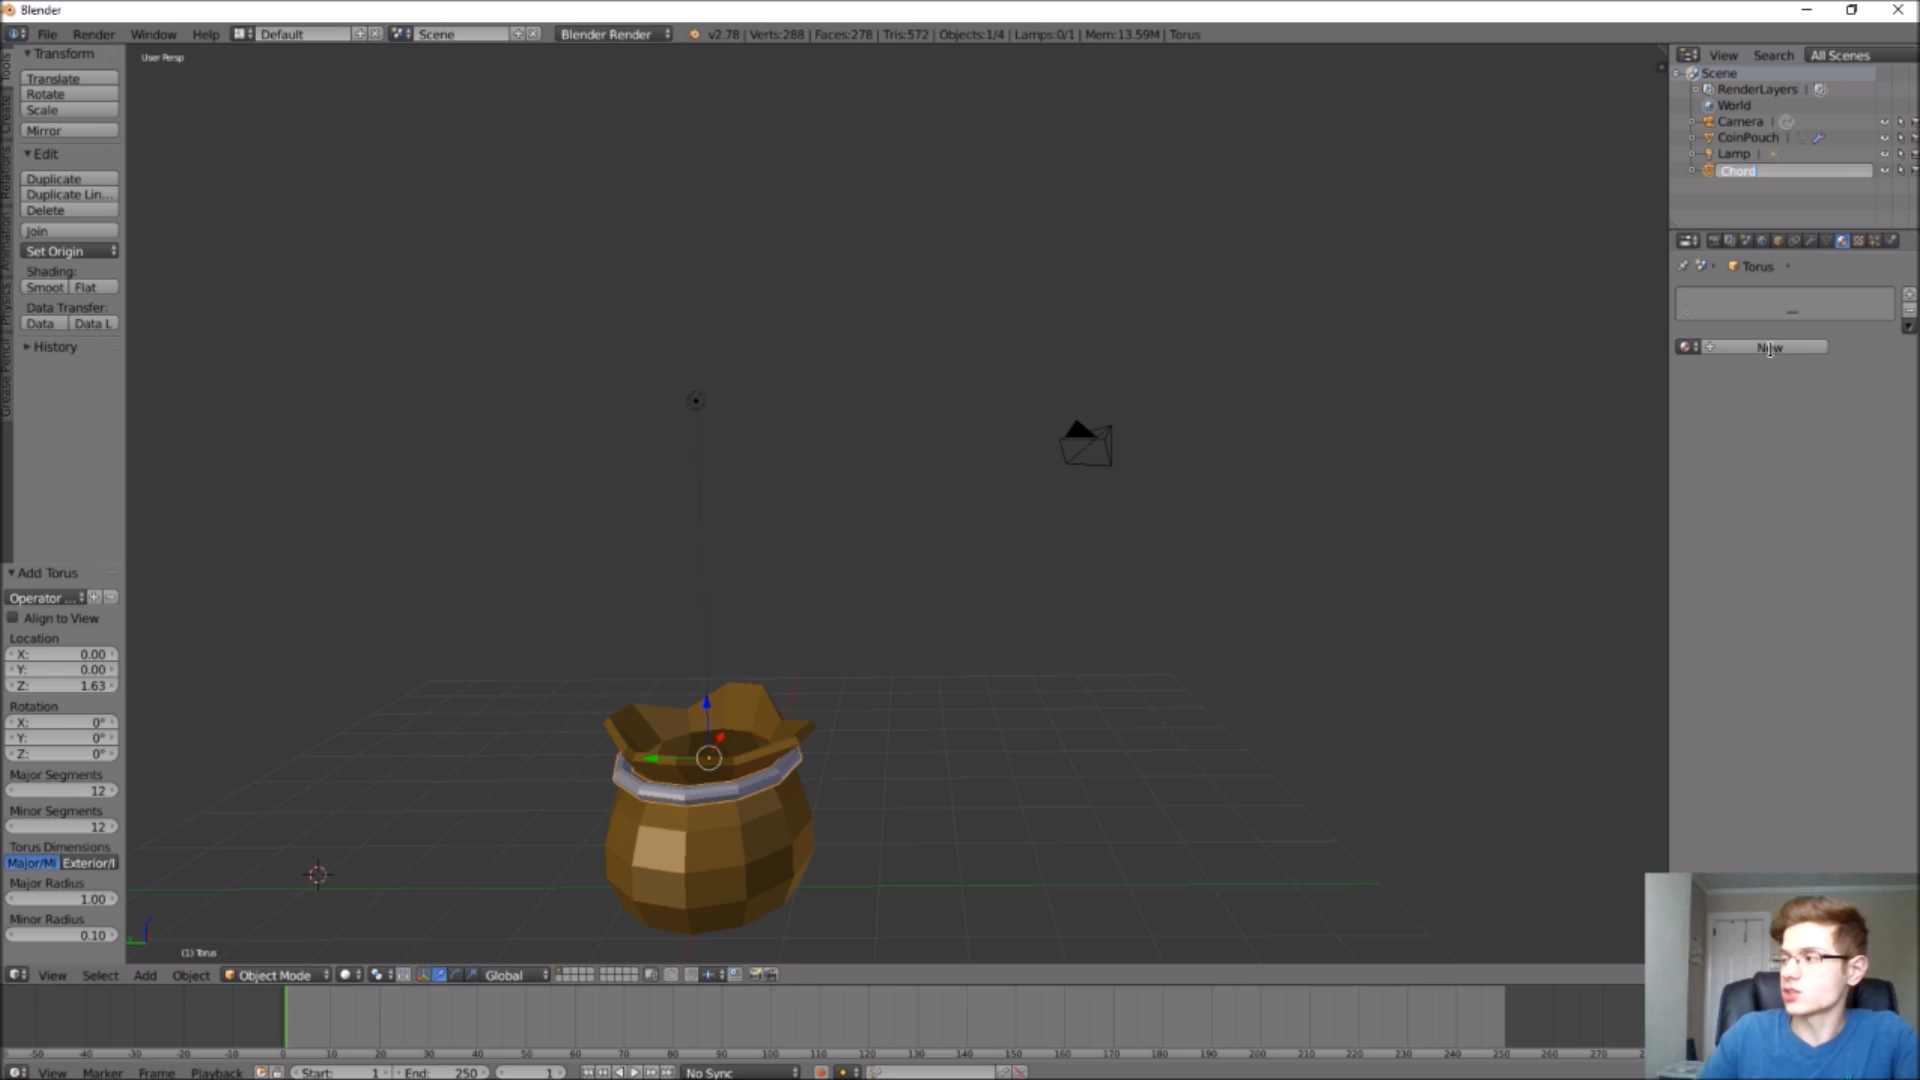 Blender
File Render Window Help Default Scene Blender Render v2.78 | Verts:288 | Faces:278 | Tris:572 | Objects:1/4 | Lamps:0/1 | Mem:13.59M | Torus
User Persp
Transform
Translate
Rotate
Scale
Mirror
Edit
Duplicate
Duplicate Lin...
Delete
Join
Set Origin
Shading:
Smoot Flat
Data Transfer:
Data Data L
History
Tools
Create
Relations
Animation
Physics
Grease Pencil
Add Torus
Operator ...
Align to View
Location
X: 0.00
Y: 0.00
Z: 1.63
Rotation
X: 0°
Y: 0°
Z: 0°
Major Segments
12
Minor Segments
12
Torus Dimensions
Major/Mi Exterior/I
Major Radius
1.00
Minor Radius
0.10
View Search All Scenes
Scene
RenderLayers |
World
Camera |
CoinPouch |
Lamp |
Chord
Torus
New
(1) Torus
View Select Add Object Object Mode Global
-50 -40 -30 -20 -10 0 10 20 30 40 50 60 70 80 90 100 110 120 130 140 150 160 170 180 190 200 210 220 230 240 250 260 270
View Marker Frame Playback Start: 1 End: 250 1 No Sync